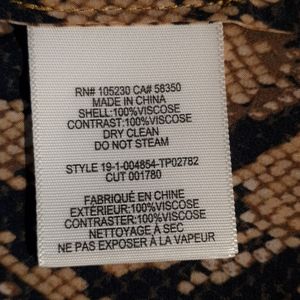 RN# 105230 CA# 58350
MADE IN CHINA
SHELL:100%VISCOSE
CONTRAST:100%VISCOSE
DRY CLEAN
DO NOT STEAM
STYLE 19-1-004854-TP02782
CUT 001780
FABRIQUÉ EN CHINE
EXTÉRIEUR:100%VISCOSE
CONTRASTER:100%VISCOSE
NETTOYAGE À SEC
NE PAS EXPOSER À LA VAPEUR